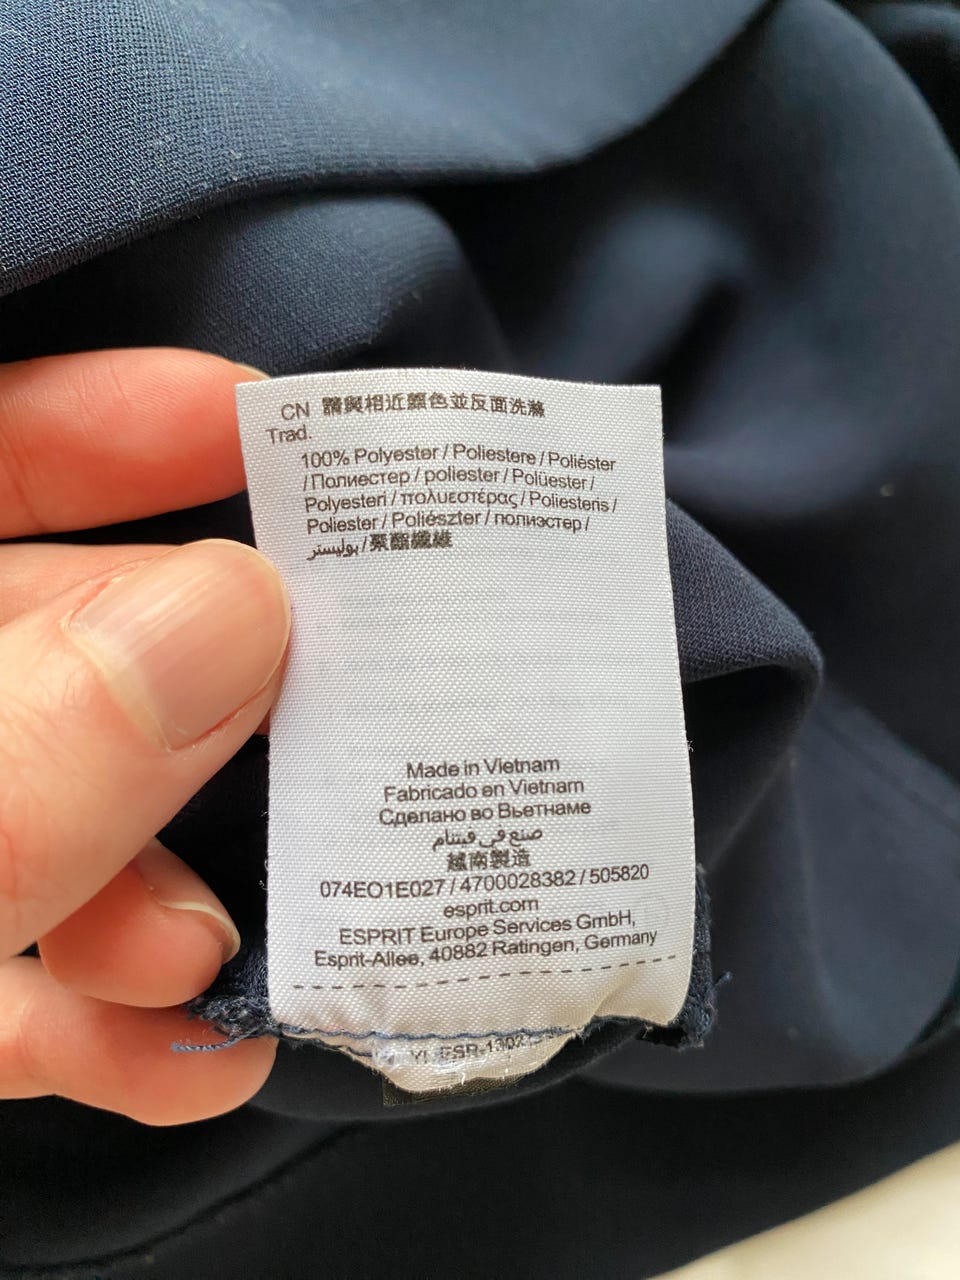 CN 請與相近顏色並反面洗滌
Trad.
100% Polyester / Poliestere / Poliéster
/ Полиестер / poliester / Polüester /
Polyesteri / πολυεστέρας / Poliesteris /
Poliester / Poliészter / полиэстер /
بوليستر / 聚酯纖維
Made in Vietnam
Fabricado en Vietnam
Сделано во Вьетнаме
صنع في فيتنام
越南製造
074EO1E027 / 4700028382 / 505820
esprit.com
ESPRIT Europe Services GmbH,
Esprit-Allee, 40882 Ratingen, Germany